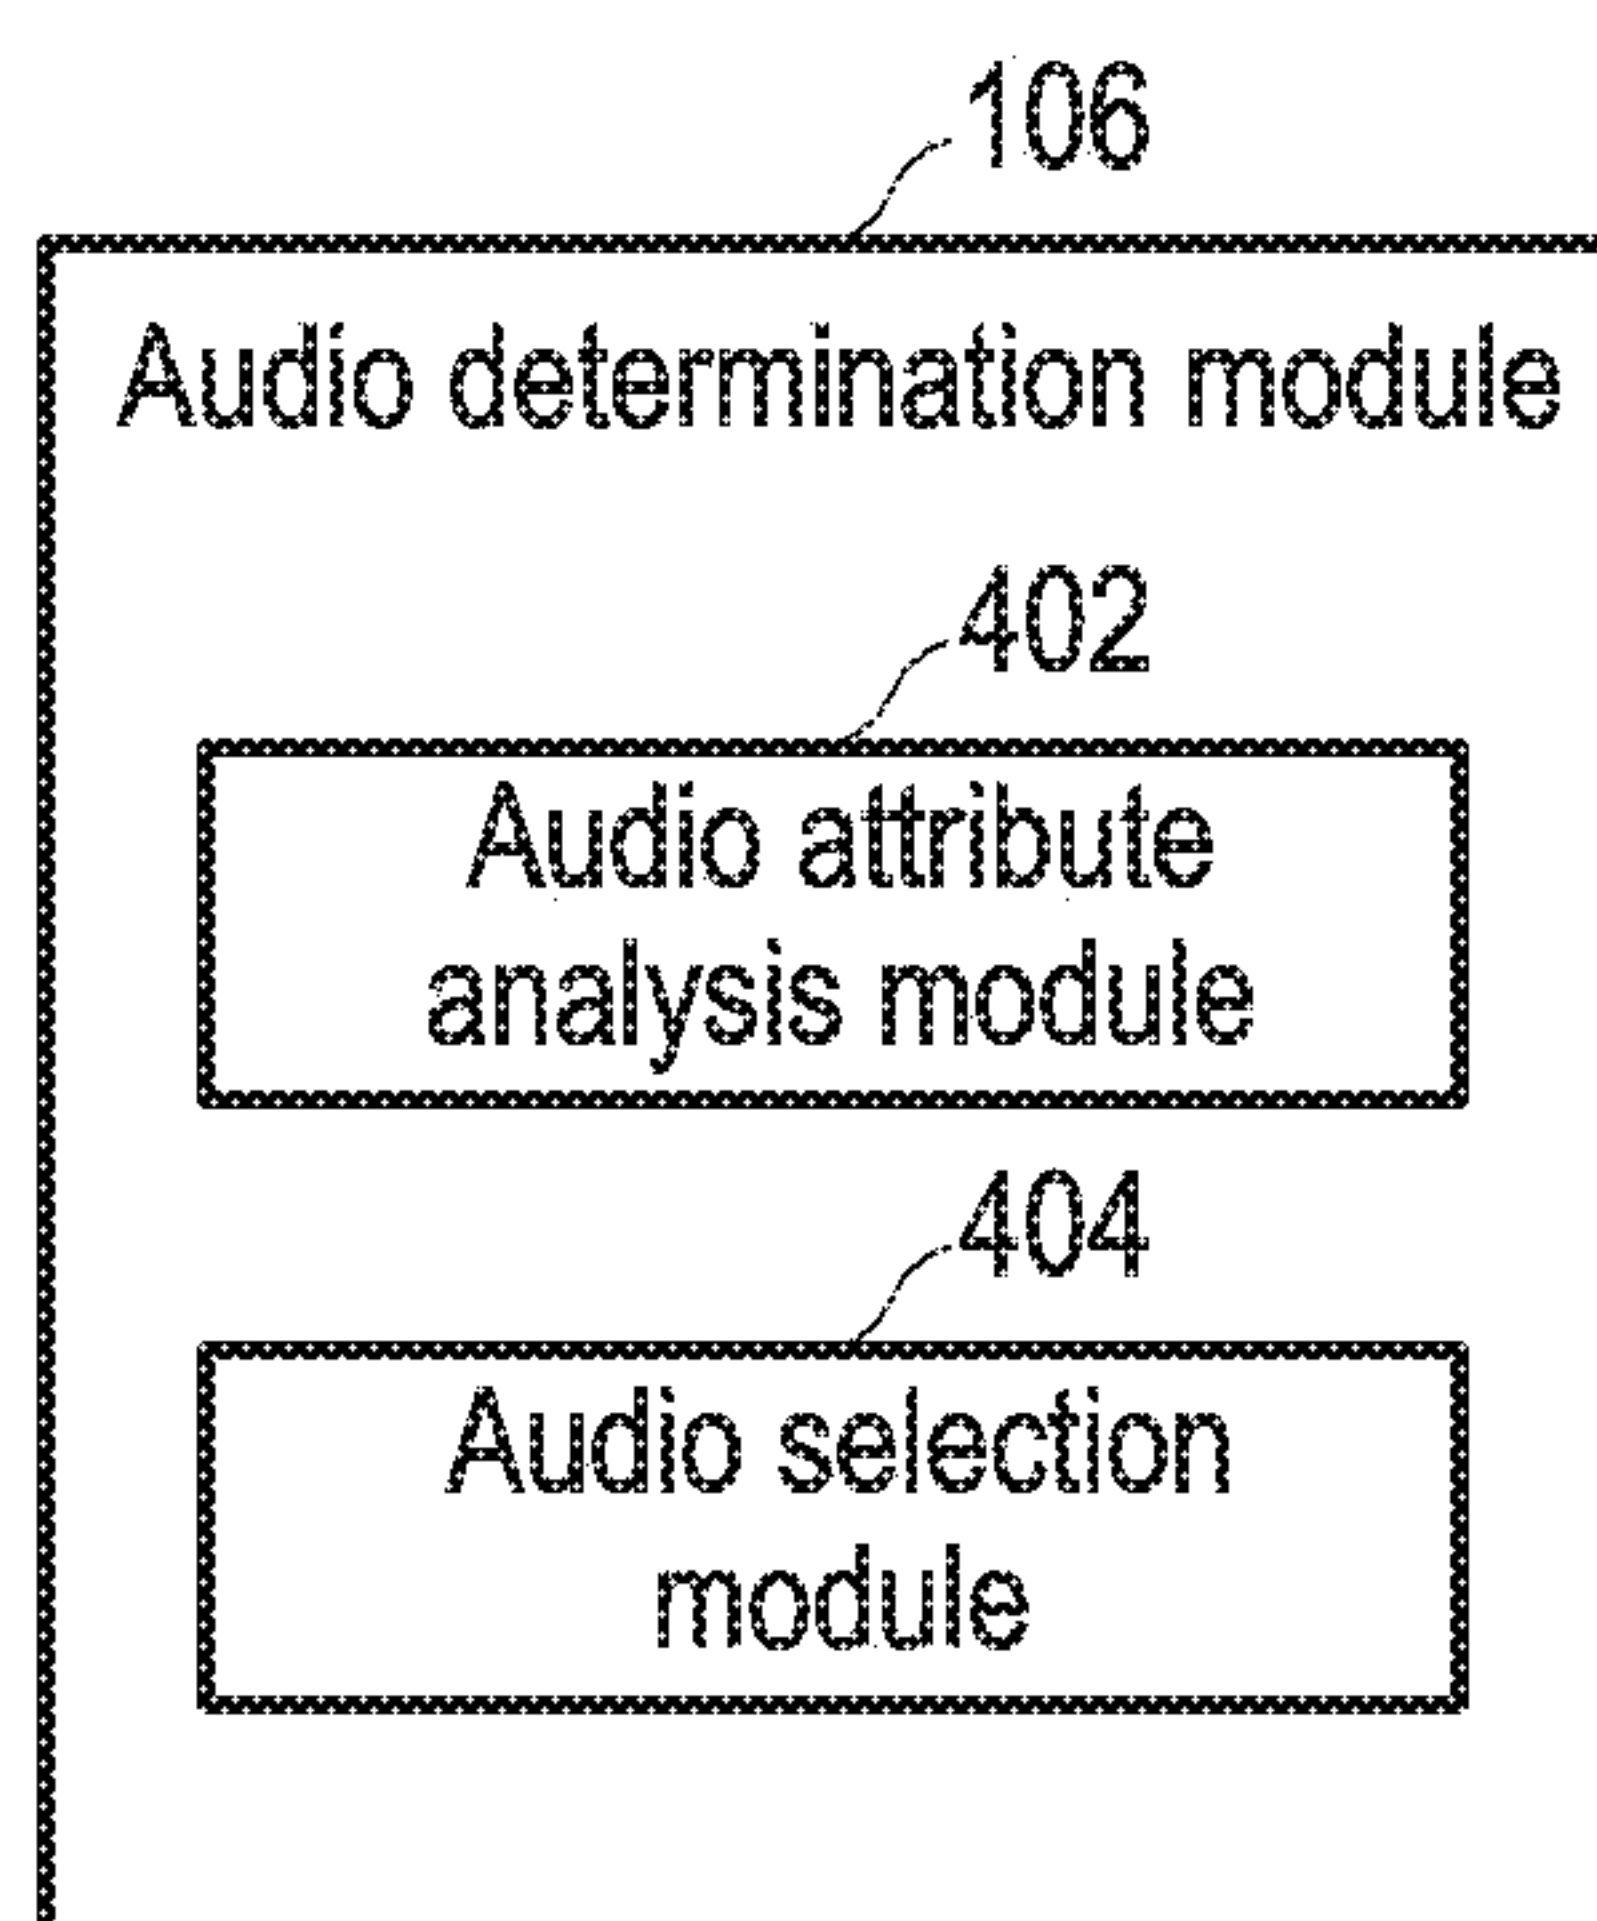 106
Audio determination module
402
Audio attribute
analysis module
404
Audio selection
module